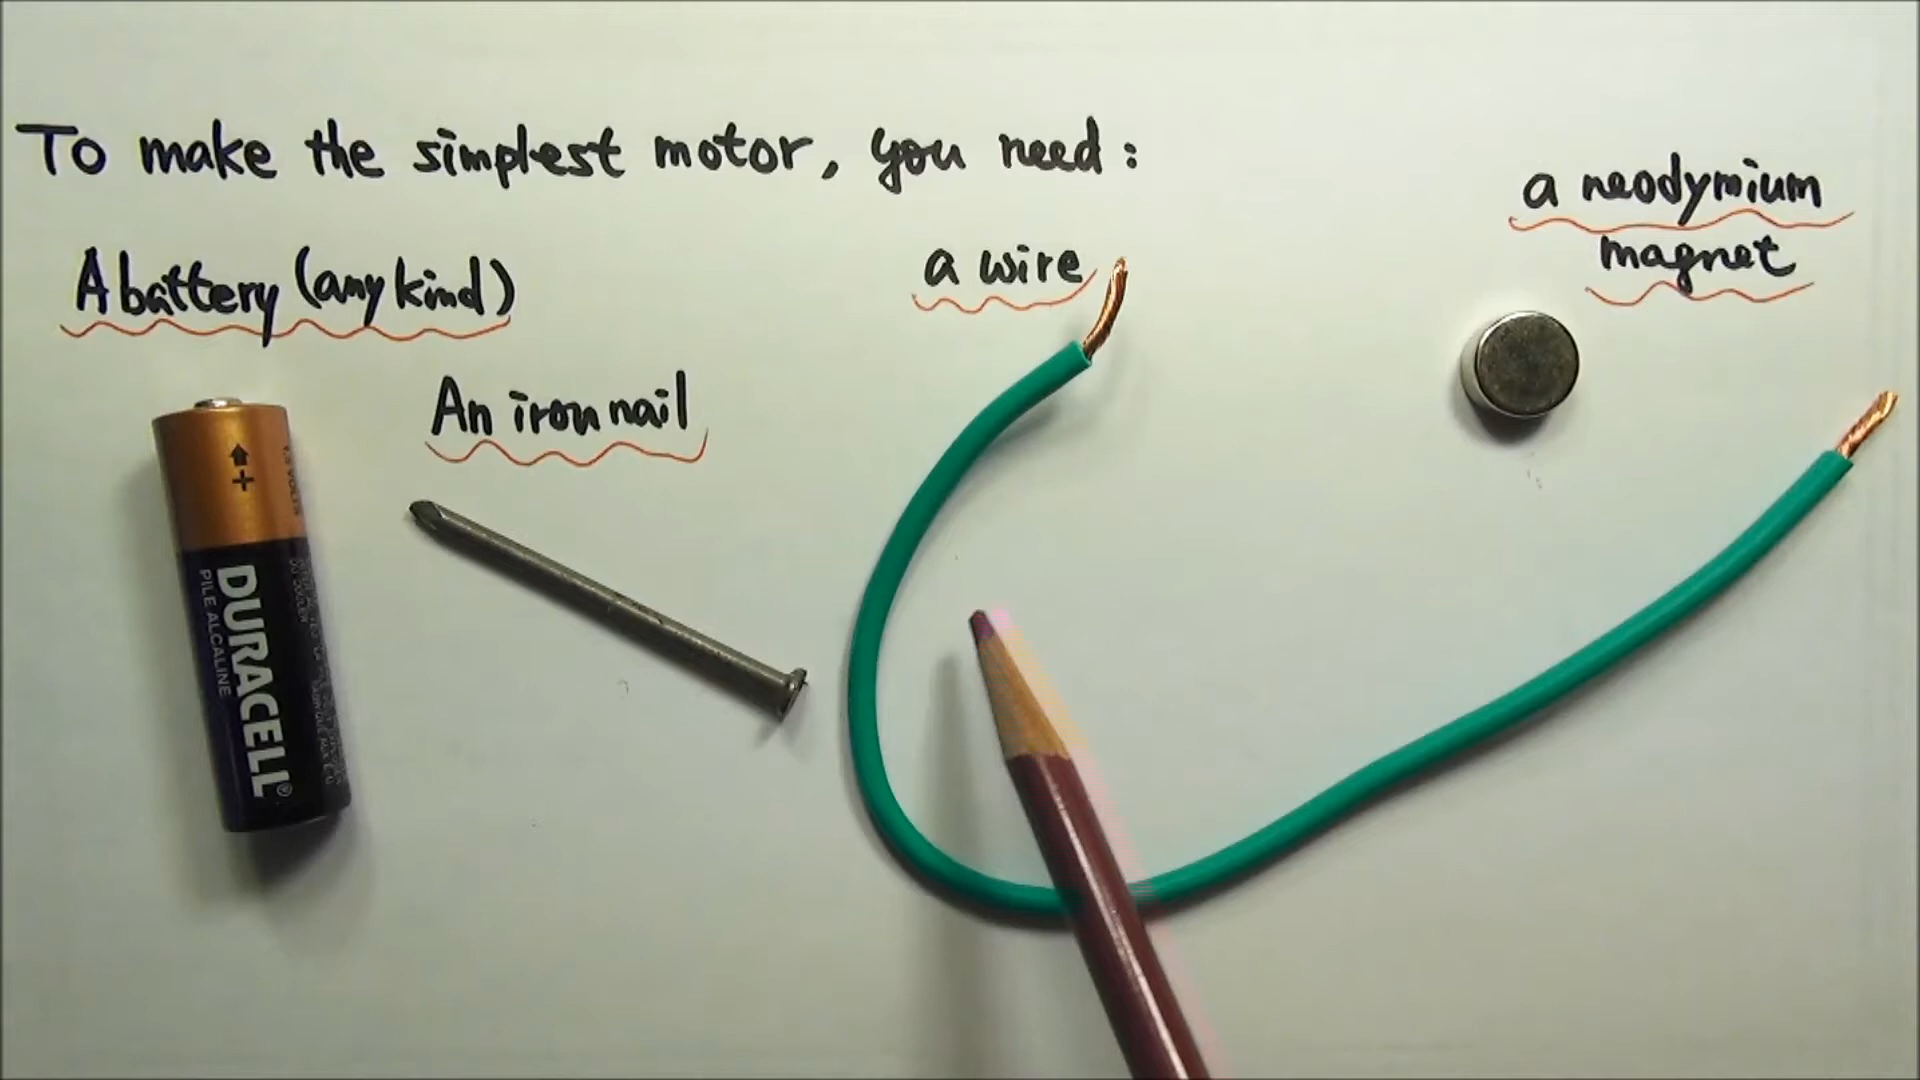 To make the simplest motor, you need:
a neodymium
magnet
A battery (any kind)
a wire
An iron nail
+
DURACELL®
PILE ALCALINE